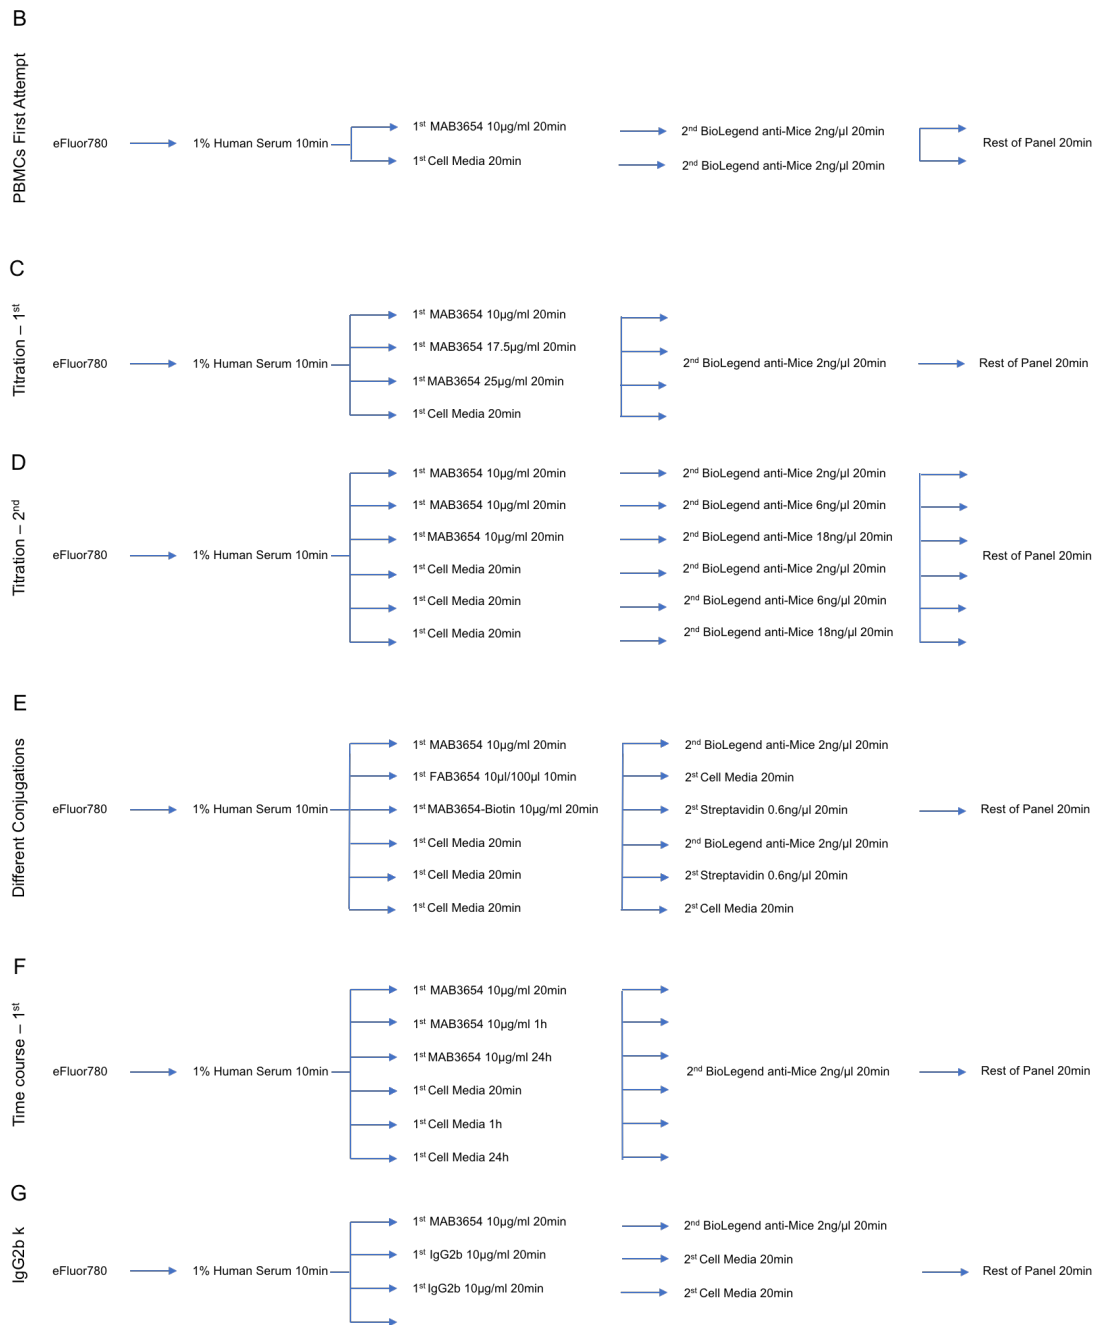 B
PBMCs First Attempt
eFluor780
1% Human Serum 10min
1st MAB3654 10µg/ml 20min
1st Cell Media 20min
2nd BioLegend anti-Mice 2ng/µl 20min
2nd BioLegend anti-Mice 2ng/µl 20min
Rest of Panel 20min
C
Titration – 1st
eFluor780
1% Human Serum 10min
1st MAB3654 10µg/ml 20min
1st MAB3654 17.5µg/ml 20min
1st MAB3654 25µg/ml 20min
1st Cell Media 20min
2nd BioLegend anti-Mice 2ng/µl 20min
Rest of Panel 20min
D
Titration – 2nd
eFluor780
1% Human Serum 10min
1st MAB3654 10µg/ml 20min
1st MAB3654 10µg/ml 20min
1st MAB3654 10µg/ml 20min
1st Cell Media 20min
1st Cell Media 20min
1st Cell Media 20min
2nd BioLegend anti-Mice 2ng/µl 20min
2nd BioLegend anti-Mice 6ng/µl 20min
2nd BioLegend anti-Mice 18ng/µl 20min
2nd BioLegend anti-Mice 2ng/µl 20min
2nd BioLegend anti-Mice 6ng/µl 20min
2nd BioLegend anti-Mice 18ng/µl 20min
Rest of Panel 20min
E
Different Conjugations
eFluor780
1% Human Serum 10min
1st MAB3654 10µg/ml 20min
1st FAB3654 10µl/100µl 10min
1st MAB3654-Biotin 10µg/ml 20min
1st Cell Media 20min
1st Cell Media 20min
1st Cell Media 20min
2nd BioLegend anti-Mice 2ng/µl 20min
2st Cell Media 20min
2st Streptavidin 0.6ng/µl 20min
2nd BioLegend anti-Mice 2ng/µl 20min
2st Streptavidin 0.6ng/µl 20min
2st Cell Media 20min
Rest of Panel 20min
F
Time course – 1st
eFluor780
1% Human Serum 10min
1st MAB3654 10µg/ml 20min
1st MAB3654 10µg/ml 1h
1st MAB3654 10µg/ml 24h
1st Cell Media 20min
1st Cell Media 1h
1st Cell Media 24h
2nd BioLegend anti-Mice 2ng/µl 20min
Rest of Panel 20min
G
IgG2b k
eFluor780
1% Human Serum 10min
1st MAB3654 10µg/ml 20min
1st IgG2b 10µg/ml 20min
1st IgG2b 10µg/ml 20min
2nd BioLegend anti-Mice 2ng/µl 20min
2st Cell Media 20min
2st Cell Media 20min
Rest of Panel 20min